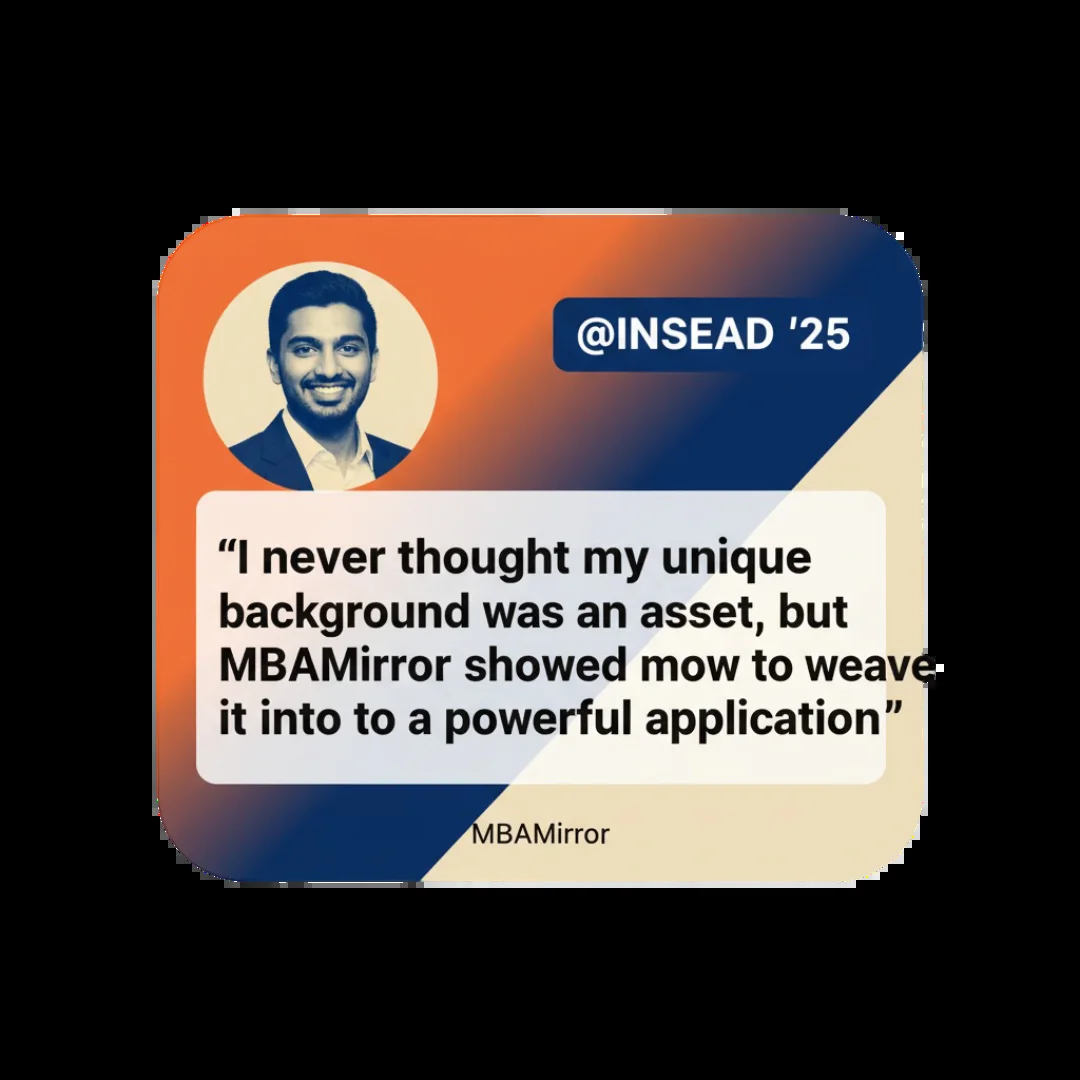 @INSEAD '25
“I never thought my unique
background was an asset, but
MBAMirror showed mow to weave
it into to a powerful application”
MBAMirror